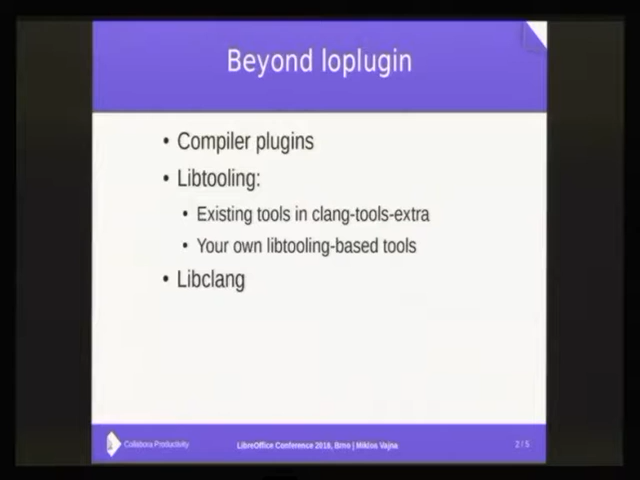 Beyond loplugin
• Compiler plugins
• Libtooling:
• Existing tools in clang-tools-extra
• Your own libtooling-based tools
• Libclang
Collabora Productivity
LibreOffice Conference 2016, Brno | Miklos Vajna
2 / 5